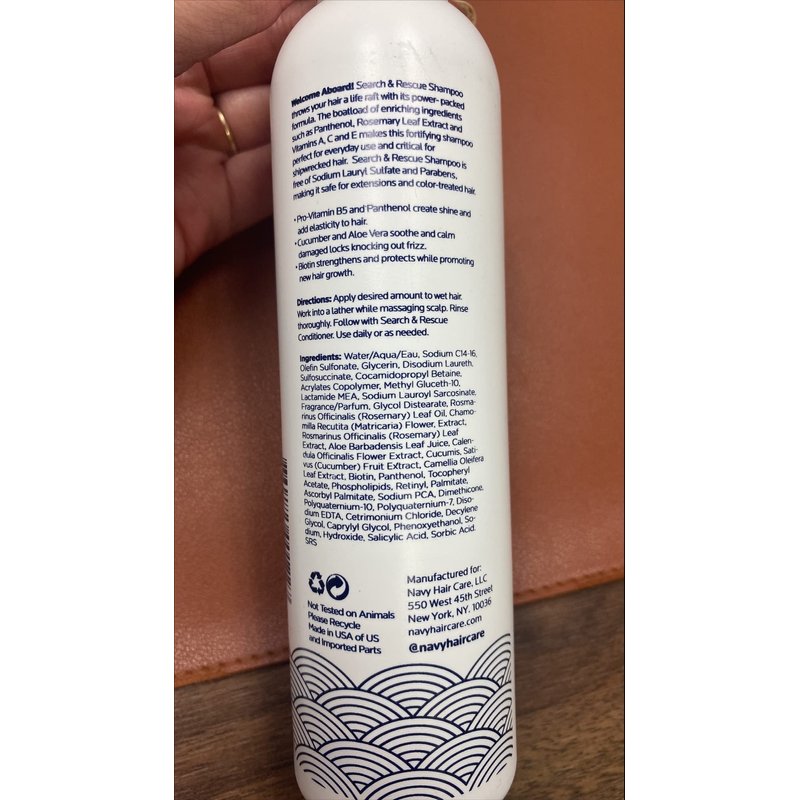 Welcome Aboard! Search & Rescue Shampoo
throws your hair a life raft with its power- packed
formula. The boatload of enriching ingredients
such as Panthenol, Rosemary Leaf Extract and
Vitamins A, C and E makes this fortifying shampoo
perfect for everyday use and critical for
shipwrecked hair. Search & Rescue Shampoo is
free of Sodium Lauryl Sulfate and Parabens,
making it safe for extensions and color-treated hair.
• Pro-Vitamin B5 and Panthenol create shine and
add elasticity to hair.
• Cucumber and Aloe Vera soothe and calm
damaged locks knocking out frizz.
• Biotin strengthens and protects while promoting
new hair growth.
Directions: Apply desired amount to wet hair.
Work into a lather while massaging scalp. Rinse
thoroughly. Follow with Search & Rescue
Conditioner. Use daily or as needed.
Ingredients: Water/Aqua/Eau, Sodium C14-16,
Olefin Sulfonate, Glycerin, Disodium Laureth,
Sulfosuccinate, Cocamidopropyl Betaine,
Acrylates Copolymer, Methyl Gluceth-10,
Lactamide MEA, Sodium Lauroyl Sarcosinate,
Fragrance/Parfum, Glycol Distearate, Rosma-
rinus Officinalis (Rosemary) Leaf Oil, Chamo-
milla Recutita (Matricaria) Flower, Extract,
Rosmarinus Officinalis (Rosemary) Leaf
Extract, Aloe Barbadensis Leaf Juice, Calen-
dula Officinalis Flower Extract, Cucumis, Sati-
vus (Cucumber) Fruit Extract, Camellia Oleifera
Leaf Extract, Biotin, Panthenol, Tocopheryl
Acetate, Phospholipids, Retinyl, Palmitate,
Ascorbyl Palmitate, Sodium PCA, Dimethicone,
Polyquaternium-10, Polyquaternium-7, Diso-
dium EDTA, Cetrimonium Chloride, Decylene
Glycol, Caprylyl Glycol, Phenoxyethanol, So-
dium, Hydroxide, Salicylic Acid, Sorbic Acid.
SRS
Not Tested on Animals
Please Recycle
Made in USA of US
and Imported Parts
Manufactured for:
Navy Hair Care, LLC
550 West 45th Street
New York, NY. 10036
navyhaircare.com
@navyhaircare